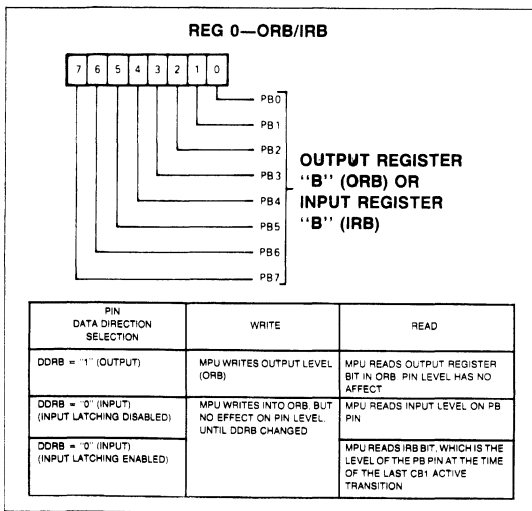 REG 0—ORB/IRB
7 6 5 4 3 2 1 0
PB0
PB1
PB2
PB3
PB4
PB5
PB6
PB7
OUTPUT REGISTER
"B" (ORB) OR
INPUT REGISTER
"B" (IRB)
PIN
DATA DIRECTION
SELECTION
WRITE
READ
DDRB = "1" (OUTPUT)
MPU WRITES OUTPUT LEVEL
(ORB)
MPU READS OUTPUT REGISTER
BIT IN ORB. PIN LEVEL HAS NO
AFFECT
DDRB = "0" (INPUT)
(INPUT LATCHING DISABLED)
MPU WRITES INTO ORB, BUT
NO EFFECT ON PIN LEVEL,
UNTIL DDRB CHANGED
MPU READS INPUT LEVEL ON PB
PIN
DDRB = "0" (INPUT)
(INPUT LATCHING ENABLED)
MPU READS IRB BIT, WHICH IS THE
LEVEL OF THE PB PIN AT THE TIME
OF THE LAST CB1 ACTIVE
TRANSITION